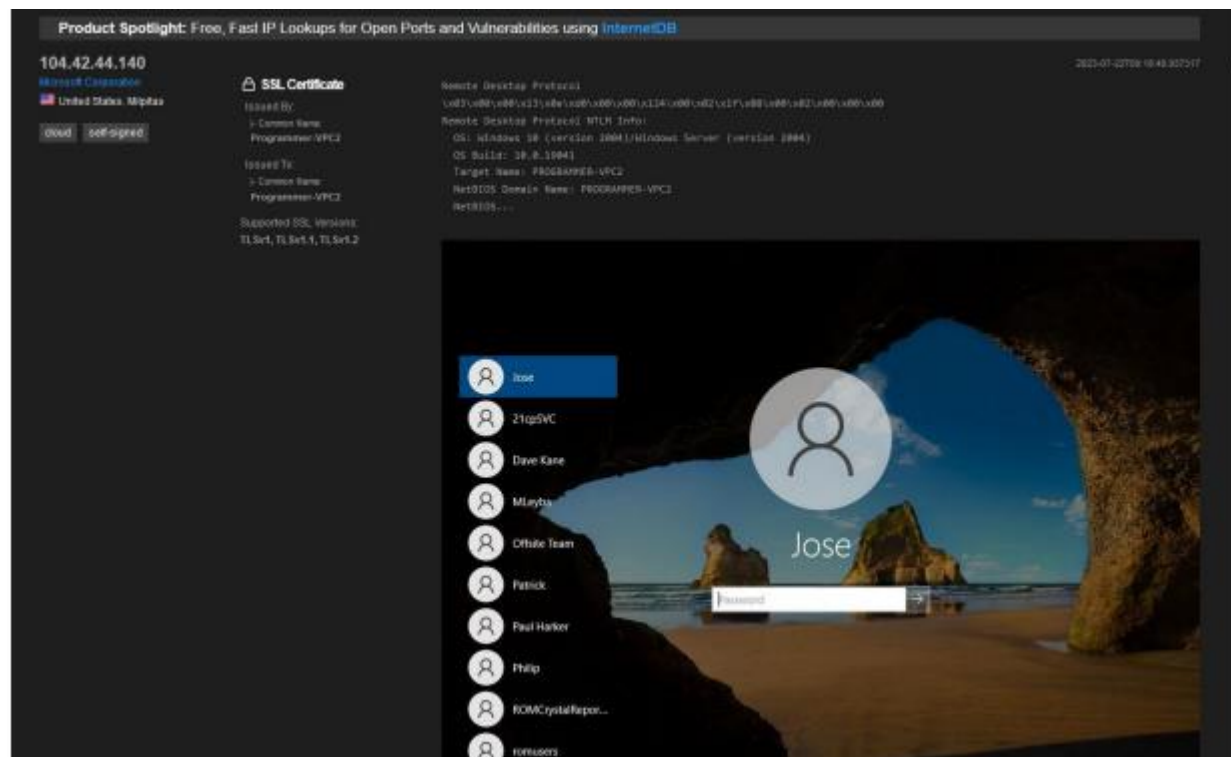 Product Spotlight: Free, Fast IP Lookups for Open Ports and Vulnerabilities using InternetDB
104.42.44.140
Microsoft Corporation
United States, Milpitas
cloud self-signed
SSL Certificate
Issued By:
|- Common Name:
Programmer-VPC2
Issued To:
|- Common Name:
Programmer-VPC2
Supported SSL Versions:
TLSv1, TLSv1.1, TLSv1.2
Remote Desktop Protocol
Remote Desktop Protocol NTLM Info:
OS: Windows 10 (version 2004)/Windows Server (version 2004)
OS Build: 10.0.19041
Target Name: PROGRAMMER-VPC2
NetBIOS Domain Name: PROGRAMMER-VPC2
NetBIOS...
Jose
21cpSVC
Dave Kane
MLeyba
Offsite Team
Patrick
Paul Harker
Philip
ROMCrystalRepor...
romusers
Jose
Password